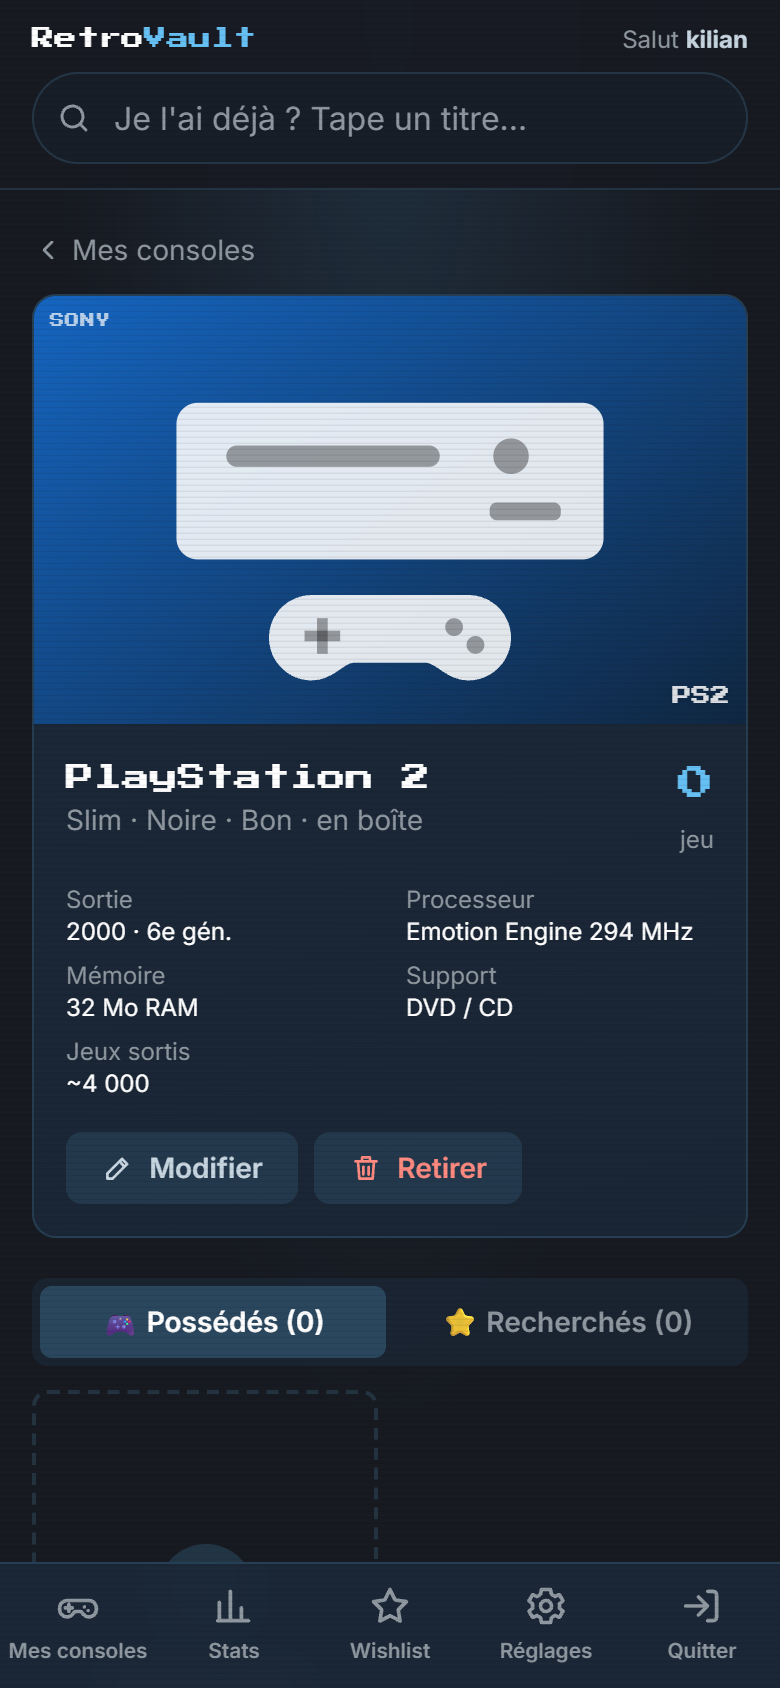 RetroVault
Salut kilian
Je l'ai déjà ? Tape un titre...
Mes consoles
SONY
PS2
PlayStation 2
0
Slim · Noire · Bon · en boîte
jeu
Sortie
2000 · 6e gén.
Processeur
Emotion Engine 294 MHz
Mémoire
32 Mo RAM
Support
DVD / CD
Jeux sortis
~4 000
Modifier
Retirer
Possédés (0)
Recherchés (0)
Mes consoles
Stats
Wishlist
Réglages
Quitter